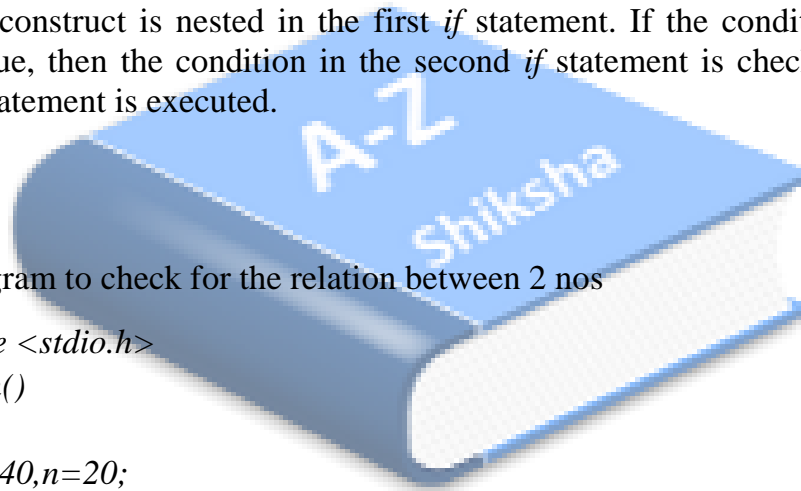 construct is nested in the first if statement. If the condit
ue, then the condition in the second if statement is chec
atement is executed.
A-Z
Shiksha
gram to check for the relation between 2 nos
e <stdio.h>
()
40,n=20;